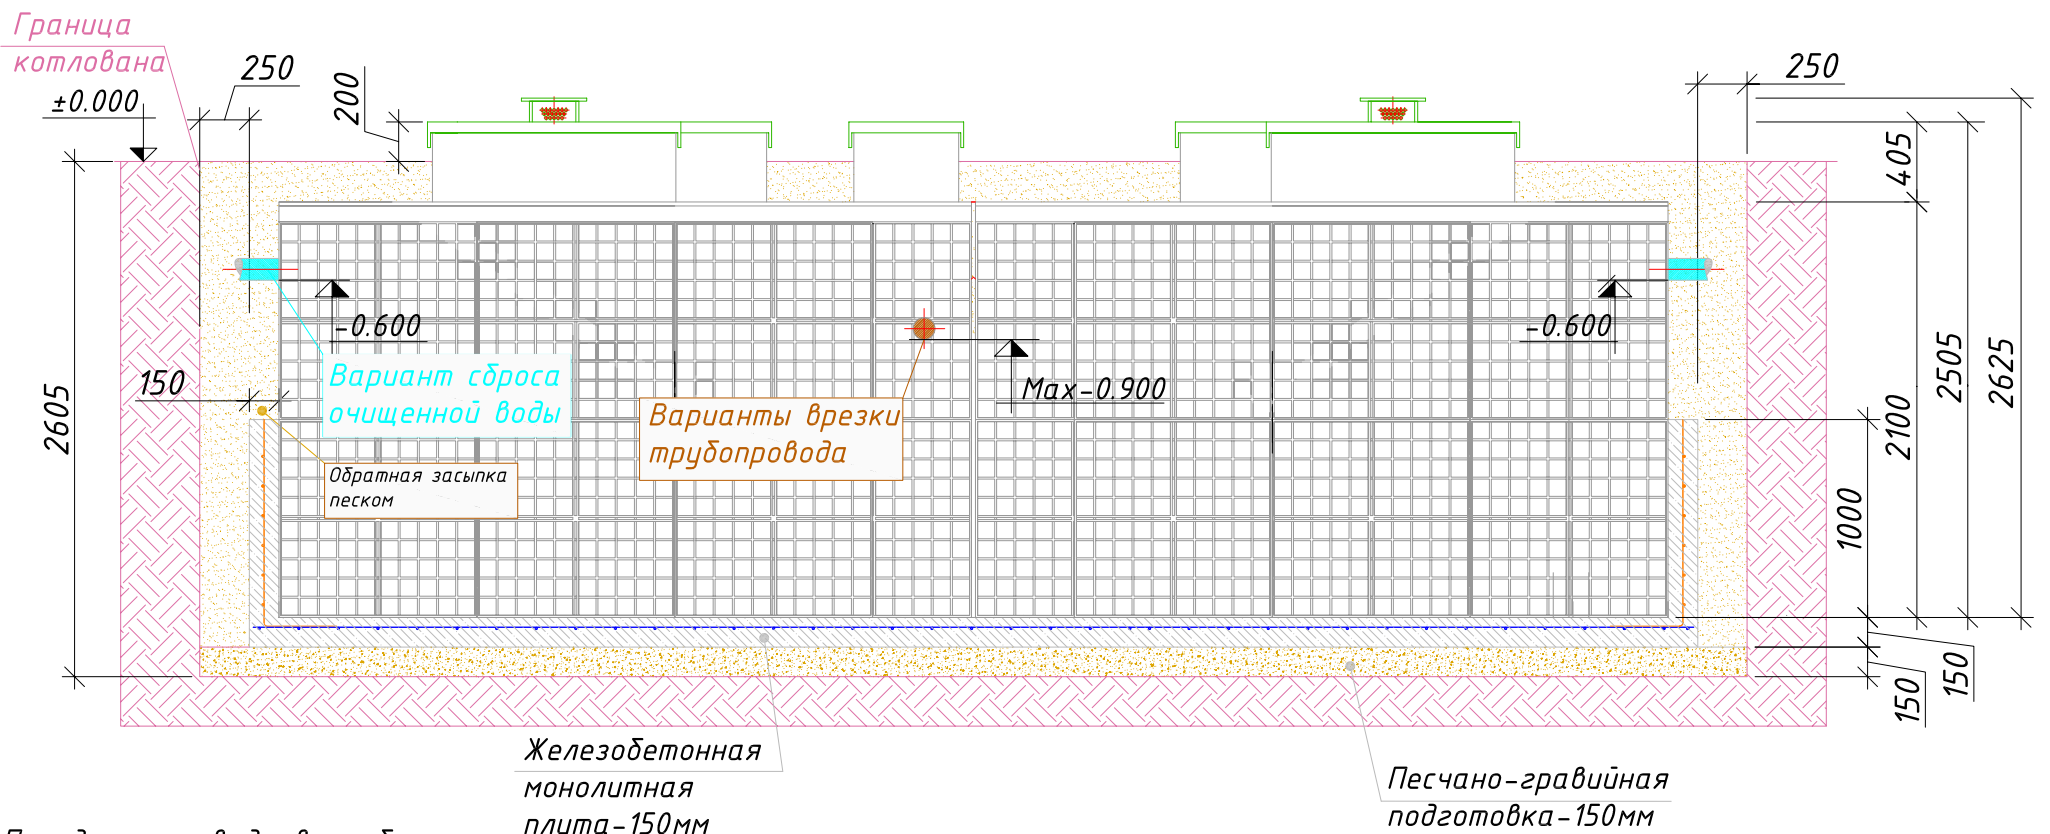 Граница
котлована
±0.000
250
200
250
405
2505
2625
-0.600
-0.600
Вариант сброса
очищенной воды
150
2605
Max-0.900
Варианты врезки
трубопровода
2100
Обратная засыпка
песком
1000
150
150
Железобетонная
монолитная
плита-150мм
Песчано-гравийная
подготовка-150мм